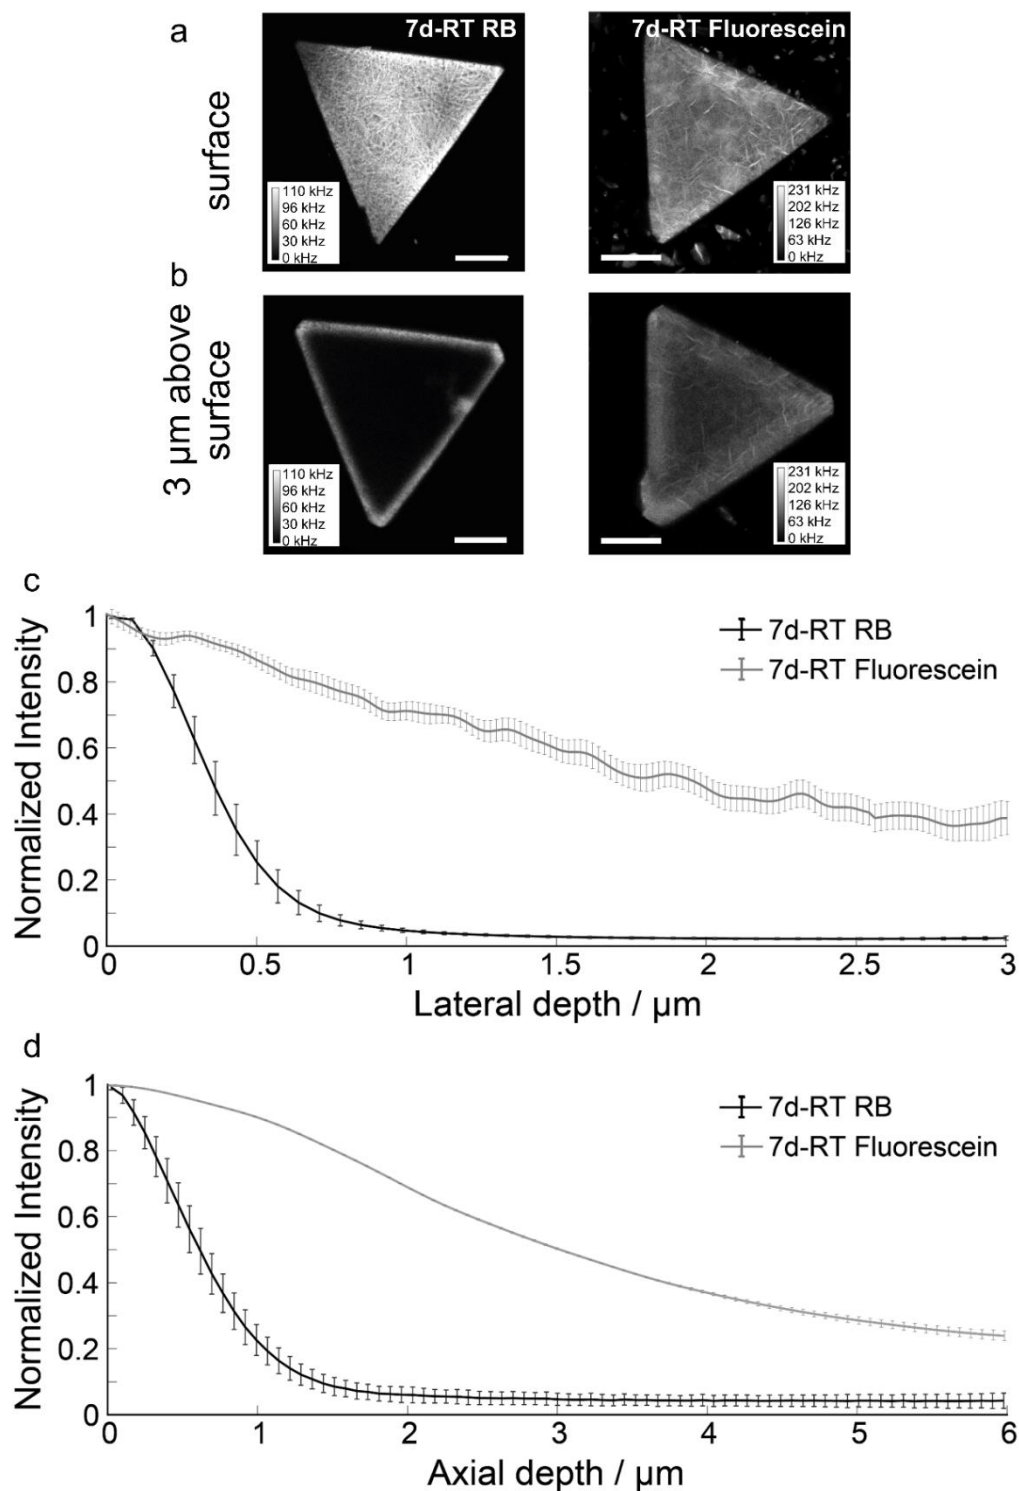 a
7d-RT RB
7d-RT Fluorescein
surface
110 kHz
96 kHz
60 kHz
30 kHz
0 kHz
231 kHz
202 kHz
126 kHz
63 kHz
0 kHz
b
3 µm above
surface
110 kHz
96 kHz
60 kHz
30 kHz
0 kHz
231 kHz
202 kHz
126 kHz
63 kHz
0 kHz
c
Normalized Intensity
1
0.8
0.6
0.4
0.2
0
7d-RT RB
7d-RT Fluorescein
0 0.5 1 1.5 2 2.5 3
Lateral depth / µm
d
Normalized Intensity
1
0.8
0.6
0.4
0.2
0
7d-RT RB
7d-RT Fluorescein
0 1 2 3 4 5 6
Axial depth / µm